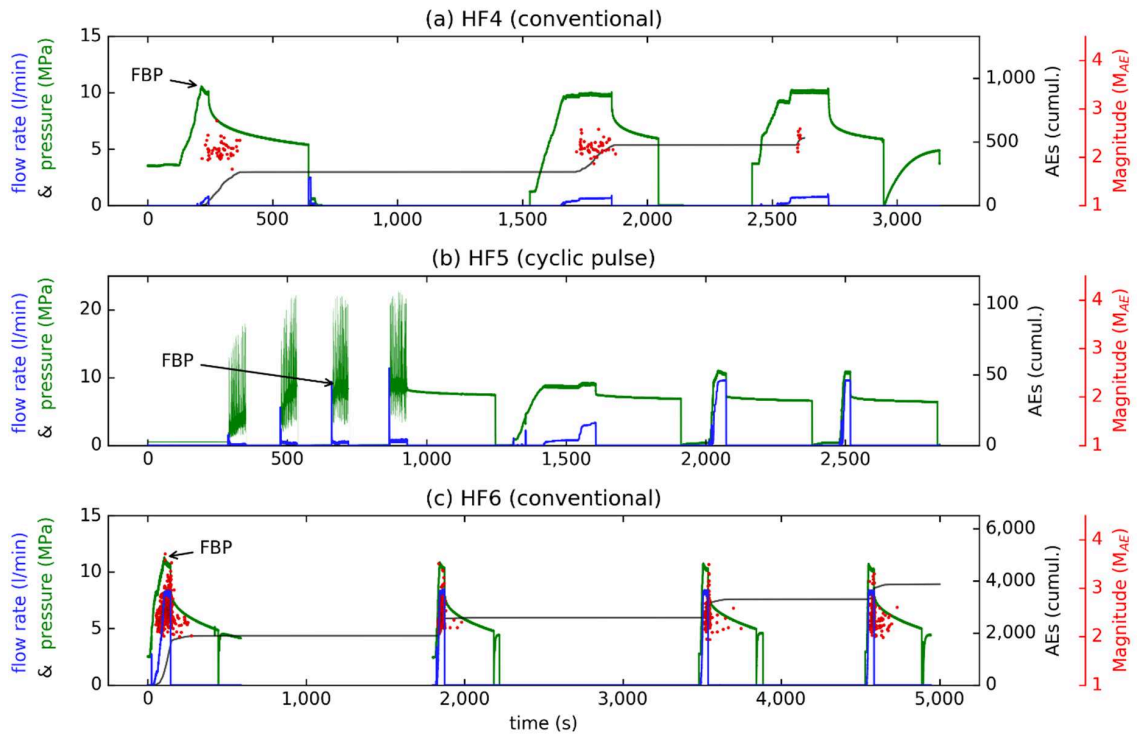 (a) HF4 (conventional)
flow rate (l/min)
& pressure (MPa)
15
10
5
0
FBP
0 500 1,000 1,500 2,000 2,500 3,000
1,000
500
0
AEs (cumul.)
4
3
2
1
Magnitude (MAE)
(b) HF5 (cyclic pulse)
flow rate (l/min)
& pressure (MPa)
20
10
0
FBP
0 500 1,000 1,500 2,000 2,500
100
50
0
AEs (cumul.)
4
3
2
1
Magnitude (MAE)
(c) HF6 (conventional)
flow rate (l/min)
& pressure (MPa)
15
10
5
0
FBP
0 1,000 2,000 3,000 4,000 5,000
time (s)
6,000
4,000
2,000
0
AEs (cumul.)
4
3
2
1
Magnitude (MAE)